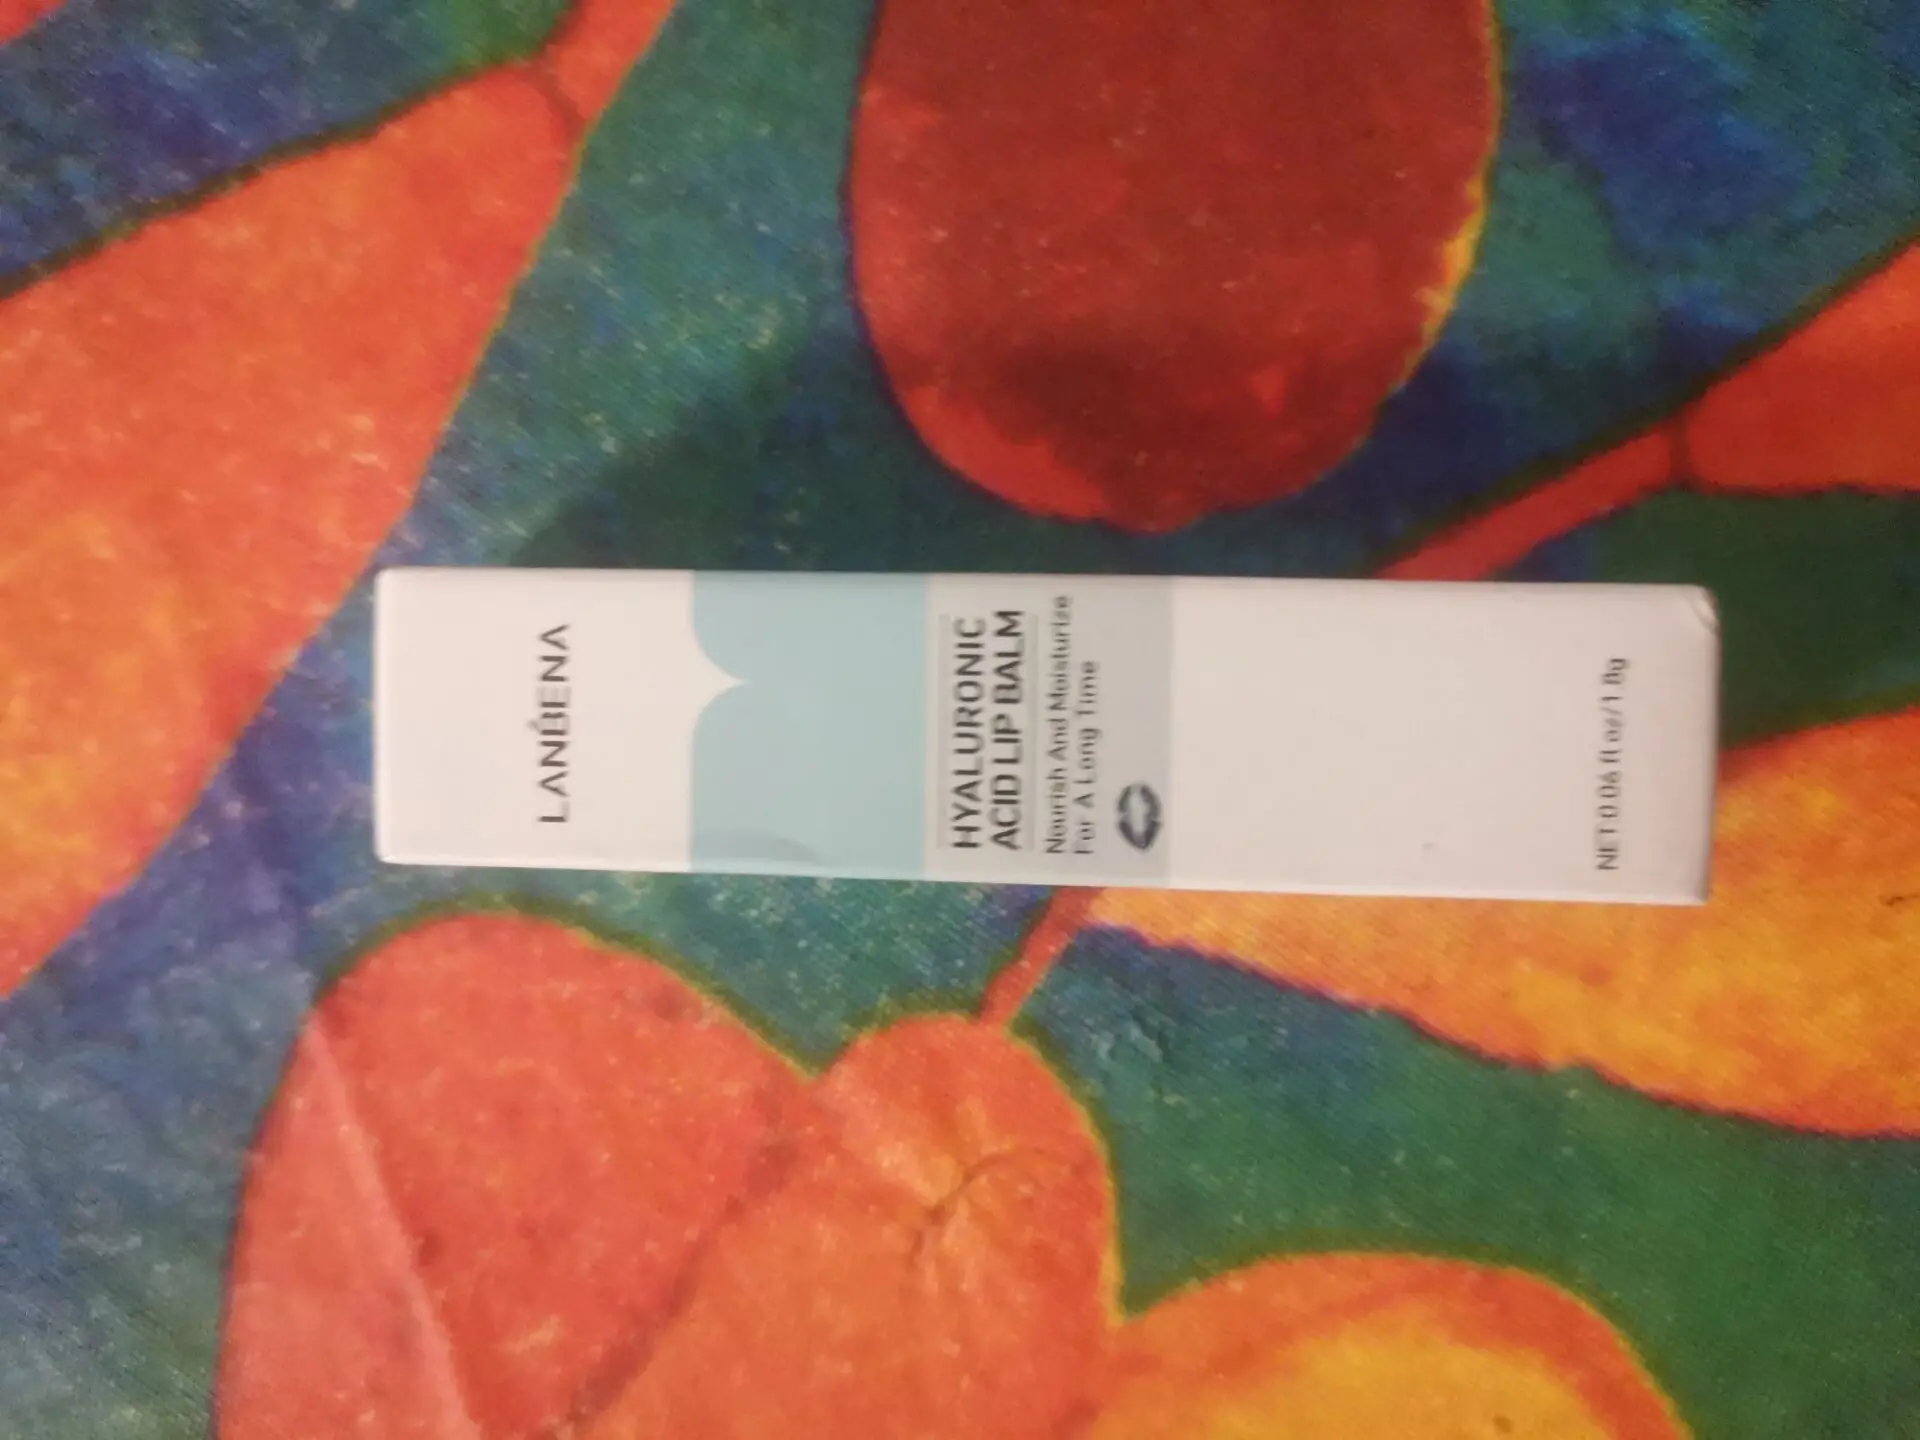 LANBENA
HYALURONIC
ACID LIP BALM
Nourish And Moisturize
For A Long Time
NET 0.06 fl oz/1.8g